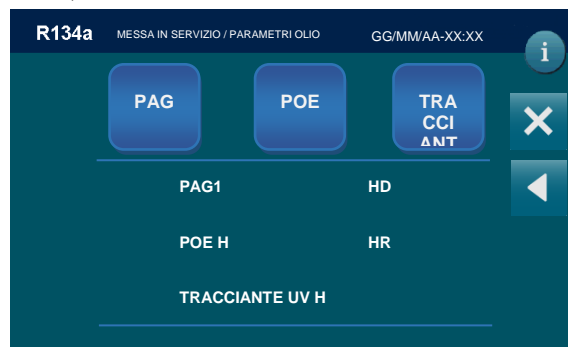 R134a MESSA IN SERVIZIO / PARAMETRI OLIO GG/MM/AA-XX:XX
i
PAG POE TRA
CCI
ANT
PAG1 HD
POE H HR
TRACCIANTE UV H